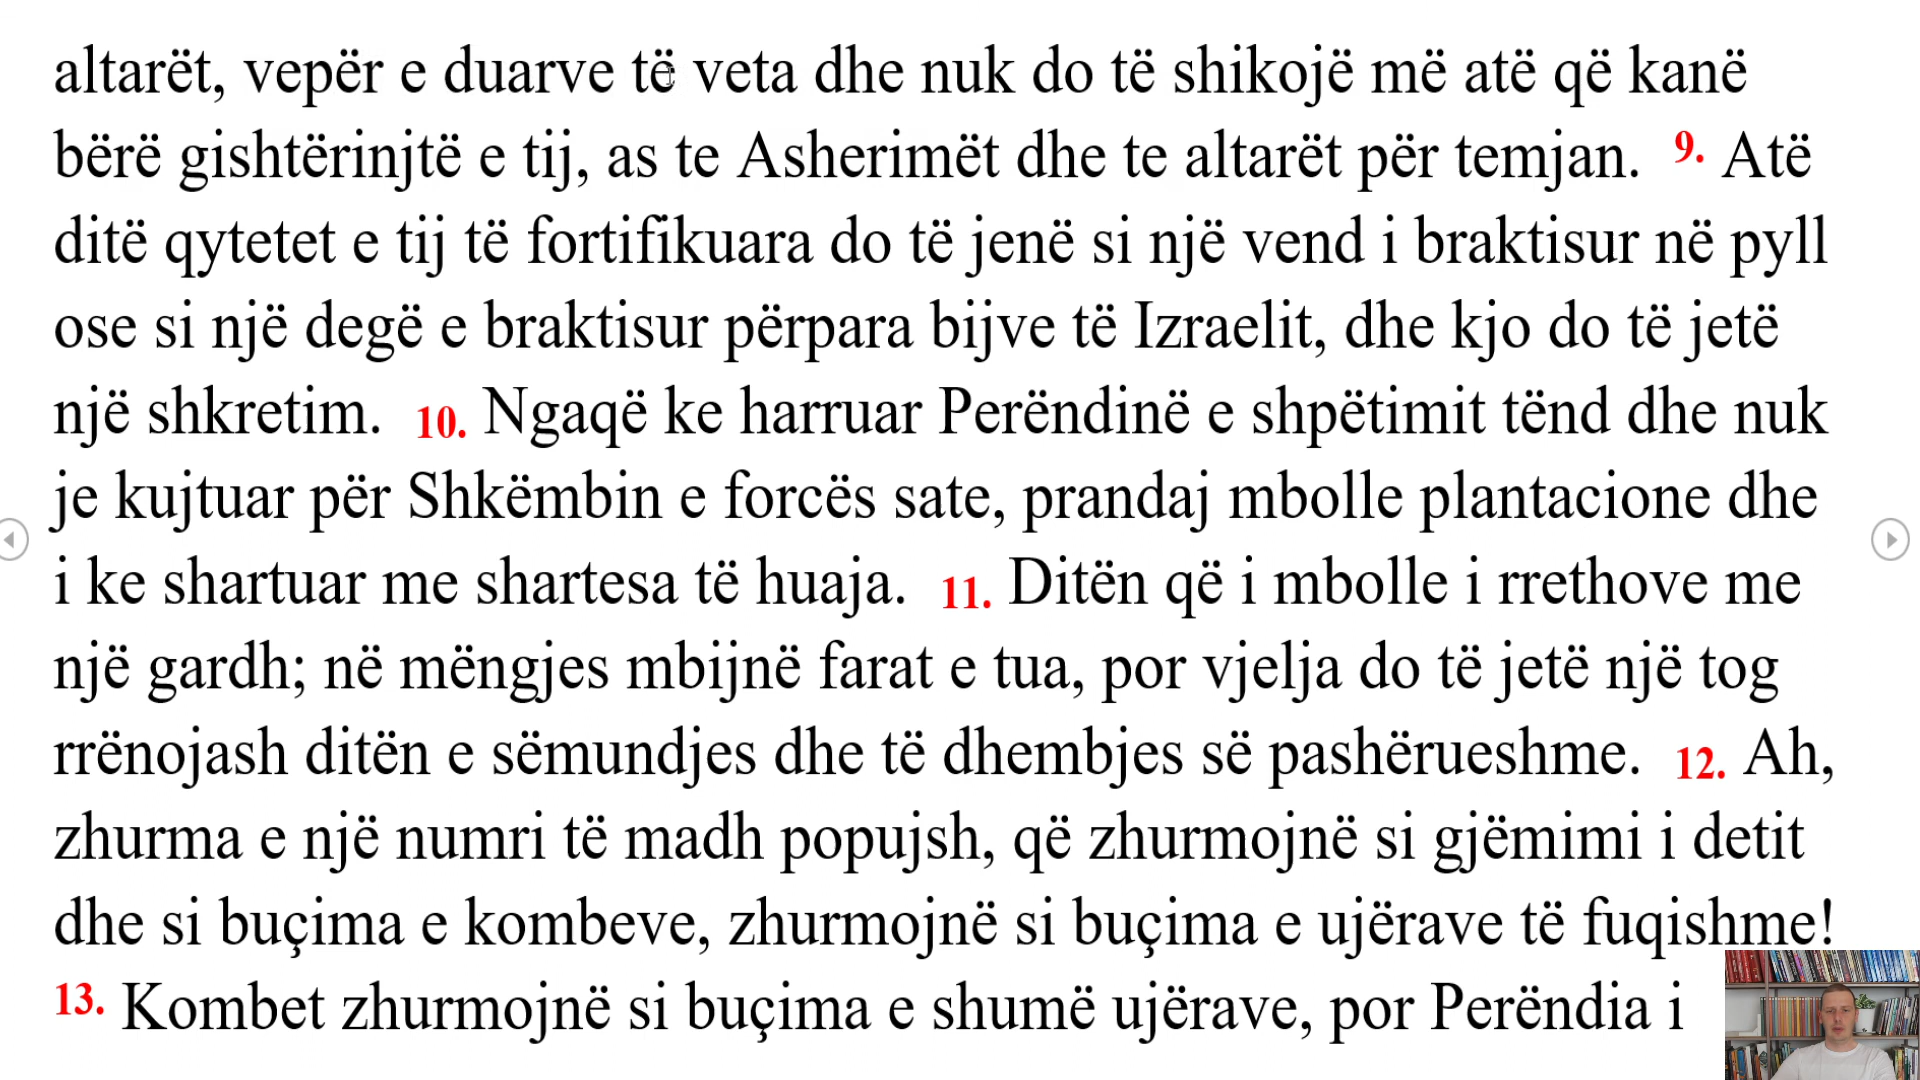 altarët, vepër e duarve të veta dhe nuk do të shikojë më atë që kanë
bërë gishtërinjtë e tij, as te Asherimët dhe te altarët për temjan. 9. Atë
ditë qytetet e tij të fortifikuara do të jenë si një vend i braktisur në pyll
ose si një degë e braktisur përpara bijve të Izraelit, dhe kjo do të jetë
një shkretim. 10. Ngaqë ke harruar Perëndinë e shpëtimit tënd dhe nuk
je kujtuar për Shkëmbin e forcës sate, prandaj mbolle plantacione dhe
i ke shartuar me shartesa të huaja. 11. Ditën që i mbolle i rrethove me
një gardh; në mëngjes mbijnë farat e tua, por vjelja do të jetë një tog
rrënojash ditën e sëmundjes dhe të dhembjes së pashërueshme. 12. Ah,
zhurma e një numri të madh popujsh, që zhurmojnë si gjëmimi i detit
dhe si buçima e kombeve, zhurmojnë si buçima e ujërave të fuqishme!
13. Kombet zhurmojnë si buçima e shumë ujërave, por Perëndia i